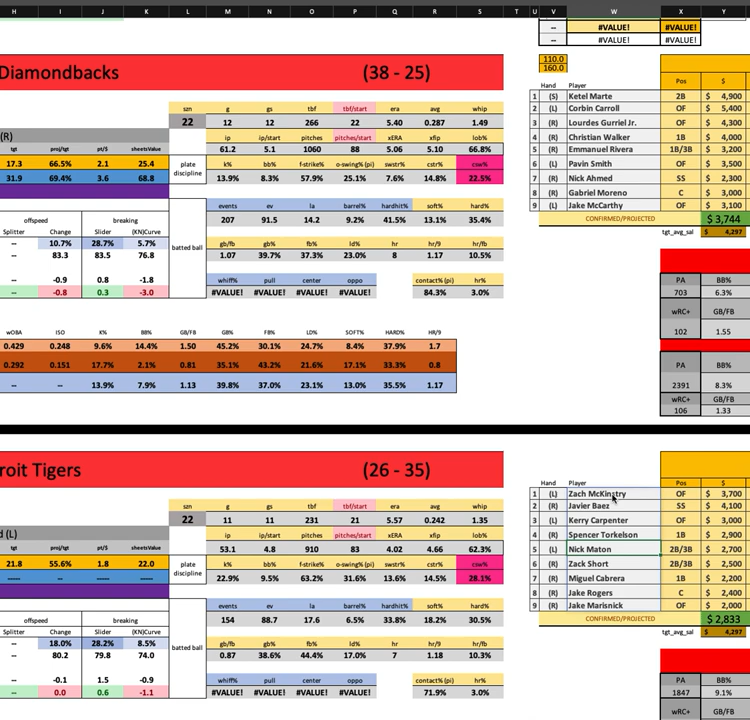 H I J K L M N O P Q R S T U V W X Y
-- #VALUE! #VALUE!
-- #VALUE! #VALUE!
Diamondbacks (38 - 25)
110.0
160.0
Hand Player Pos $
szn g gs tbf tbf/start era avg whip
22 12 12 266 22 5.40 0.287 1.49
(R) ip ip/start pitches pitches/start xERA xfip lob%
tgt proj/tgt pt/$ sheetsValue 61.2 5.1 1060 88 5.06 5.10 66.8%
17.3 66.5% 2.1 25.4 plate discipline k% bb% f-strike% o-swing% (pi) swstr% cstr% csw%
31.9 69.4% 3.6 68.8 13.9% 8.3% 57.9% 25.1% 7.6% 14.8% 22.5%
1 (S) Ketel Marte 2B $ 4,900
2 (L) Corbin Carroll OF $ 5,400
3 (R) Lourdes Gurriel Jr. OF $ 4,300
4 (R) Christian Walker 1B $ 4,000
5 (R) Emmanuel Rivera 1B/3B $ 3,200
6 (L) Pavin Smith OF $ 3,500
7 (R) Nick Ahmed SS $ 2,300
8 (R) Gabriel Moreno C $ 3,000
9 (L) Jake McCarthy OF $ 3,100
CONFIRMED/PROJECTED $ 3,744
tgt_avg_sal $ 4,297
offspeed breaking batted ball events ev la barrel% hardhit% soft% hard%
Splitter Change Slider (KN)Curve
-- 10.7% 28.7% 5.7% 207 91.5 14.2 9.2% 41.5% 13.1% 35.4%
-- 83.3 83.5 76.8 gb/fb gb% fb% ld% hr hr/9 hr/fb
1.07 39.7% 37.3% 23.0% 8 1.17 10.5%
-- -0.9 0.8 -1.8 whiff% pull center oppo contact% (pi) hr%
-- -0.8 0.3 -3.0 #VALUE! #VALUE! #VALUE! #VALUE! 84.3% 3.0%
PA BB%
703 6.3%
wRC+ GB/FB
102 1.55
PA BB%
2391 8.3%
wRC+ GB/FB
106 1.33
wOBA ISO K% BB% GB/FB GB% FB% LD% SOFT% HARD% HR/9
0.429 0.248 9.6% 14.4% 1.50 45.2% 30.1% 24.7% 8.4% 37.9% 1.7
0.292 0.151 17.7% 2.1% 0.81 35.1% 43.2% 21.6% 17.1% 33.3% 0.8
-- -- 13.9% 7.9% 1.13 39.8% 37.0% 23.1% 13.0% 35.5% 1.17
roit Tigers (26 - 35)
Hand Player Pos $
szn g gs tbf tbf/start era avg whip
22 11 11 231 21 5.57 0.242 1.35
d (L) ip ip/start pitches pitches/start xERA xfip lob%
tgt proj/tgt pt/$ sheetsValue 53.1 4.8 910 83 4.02 4.66 62.3%
21.8 55.6% 1.8 22.0 plate discipline k% bb% f-strike% o-swing% (pi) swstr% cstr% csw%
----- ----- ----- ----- 22.9% 9.5% 63.2% 31.6% 13.6% 14.5% 28.1%
1 (L) Zach McKinstry OF $ 3,700
2 (R) Javier Baez SS $ 4,100
3 (L) Kerry Carpenter OF $ 3,000
4 (R) Spencer Torkelson 1B $ 2,900
5 (L) Nick Maton 2B/3B $ 2,700
6 (R) Zack Short 2B/3B $ 2,500
7 (R) Miguel Cabrera 1B $ 2,200
8 (R) Jake Rogers C $ 2,400
9 (R) Jake Marisnick OF $ 2,000
CONFIRMED/PROJECTED $ 2,833
tgt_avg_sal $ 4,297
offspeed breaking batted ball events ev la barrel% hardhit% soft% hard%
Splitter Change Slider (KN)Curve
-- 18.0% 28.2% 8.5% 154 88.7 17.6 6.5% 33.8% 18.2% 30.5%
-- 80.2 79.8 74.0 gb/fb gb% fb% ld% hr hr/9 hr/fb
0.87 38.6% 44.4% 17.0% 7 1.18 10.3%
-- -0.1 1.5 -0.9 whiff% pull center oppo contact% (pi) hr%
-- 0.0 0.6 -1.1 #VALUE! #VALUE! #VALUE! #VALUE! 71.9% 3.0%
PA BB%
1847 9.1%
wRC+ GB/FB